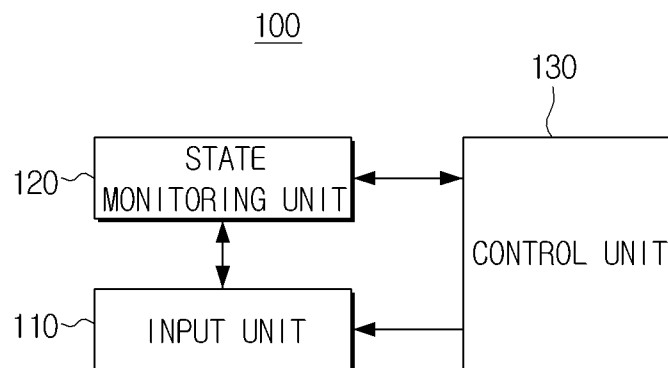 100
130
STATE
MONITORING UNIT
120
CONTROL UNIT
110
INPUT UNIT